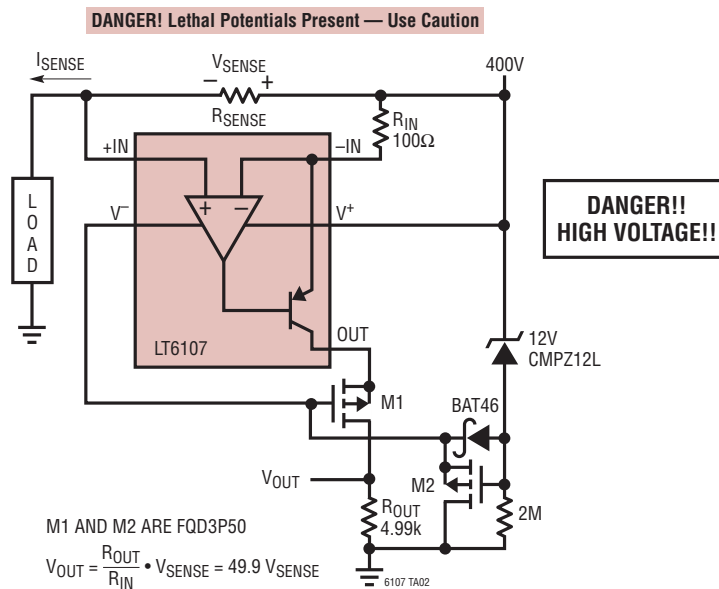 DANGER! Lethal Potentials Present — Use Caution
ISENSE
VSENSE
400V
– +
RSENSE
RIN
100Ω
+IN
–IN
LOAD
V–
+ –
V+
DANGER!!
HIGH VOLTAGE!!
OUT
LT6107
12V
CMPZ12L
M1
BAT46
VOUT
M2
ROUT
4.99k
2M
M1 AND M2 ARE FQD3P50
VOUT = ROUT/RIN • VSENSE = 49.9 VSENSE
6107 TA02